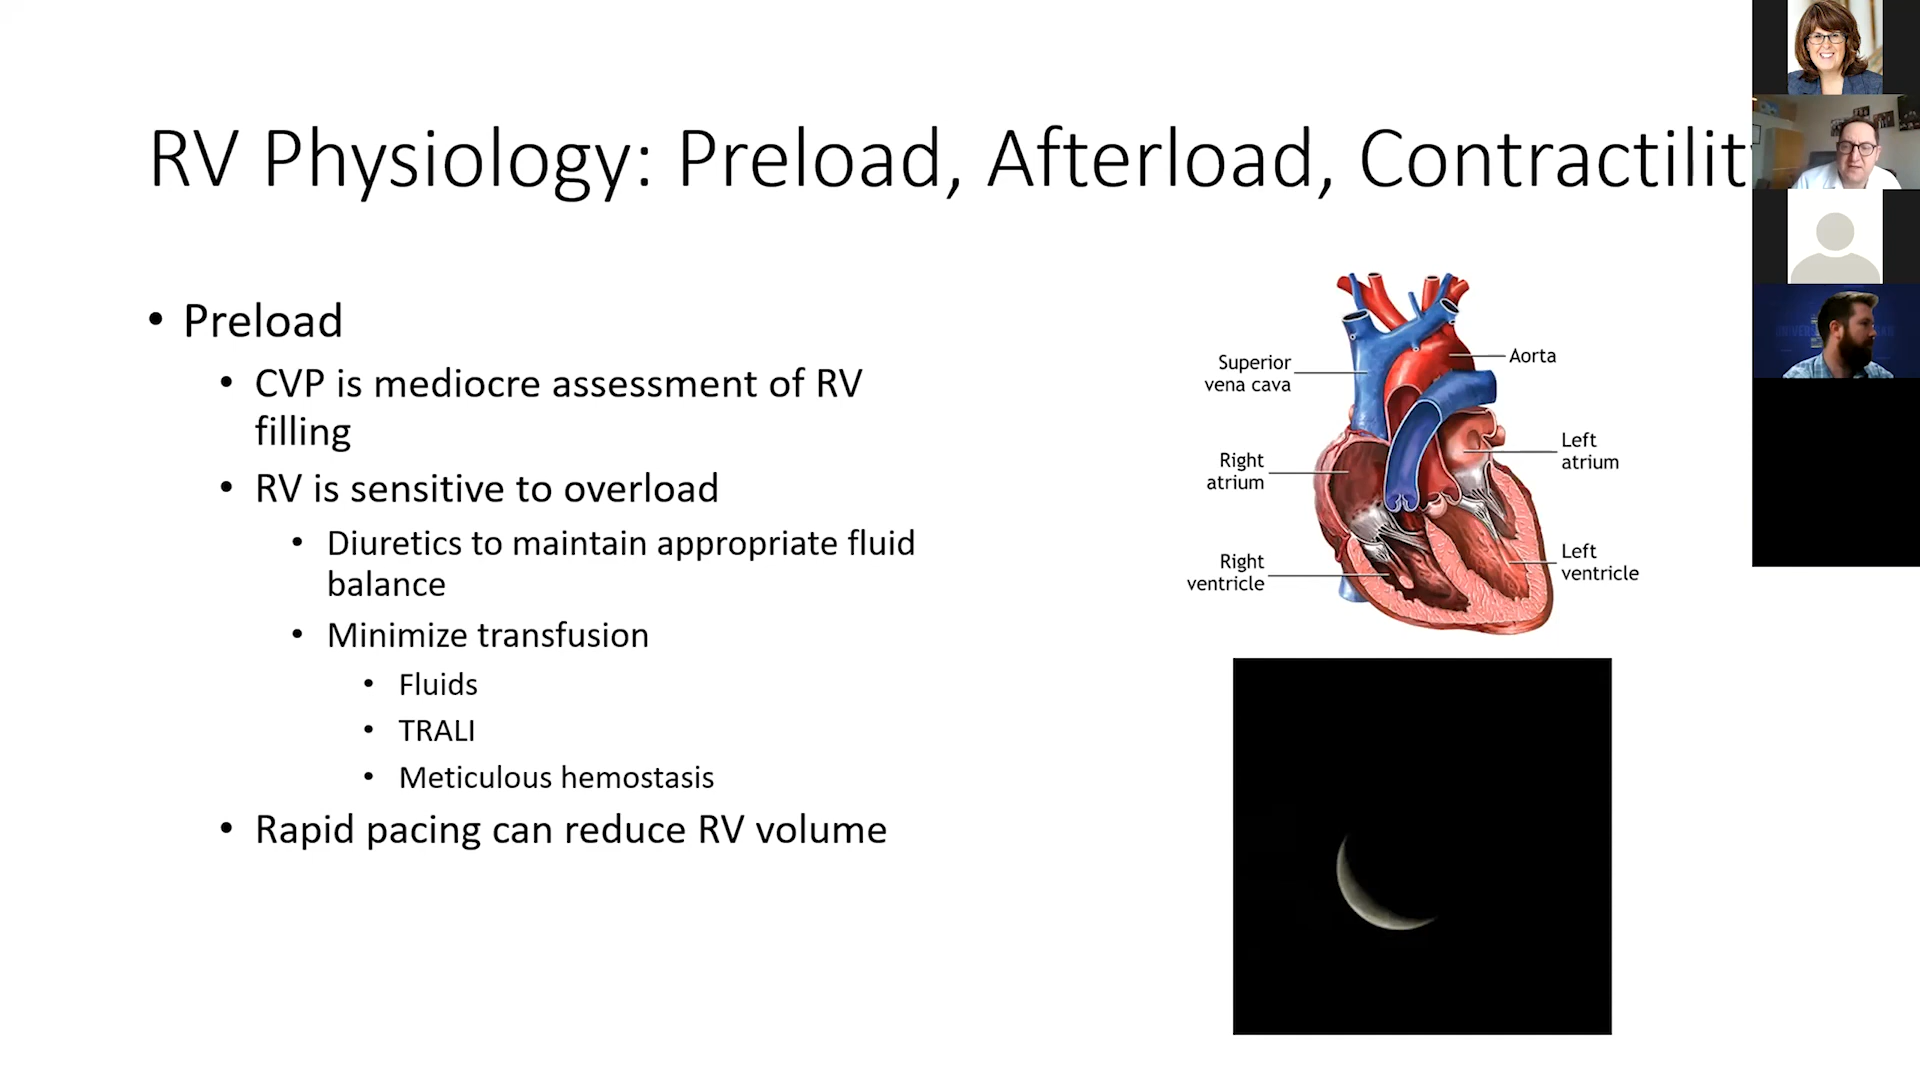 RV Physiology: Preload, Afterload, Contractilit
• Preload
• CVP is mediocre assessment of RV
filling
• RV is sensitive to overload
• Diuretics to maintain appropriate fluid
balance
• Minimize transfusion
• Fluids
• TRALI
• Meticulous hemostasis
• Rapid pacing can reduce RV volume
Superior
vena cava
Aorta
Left
atrium
Right
atrium
Left
ventricle
Right
ventricle